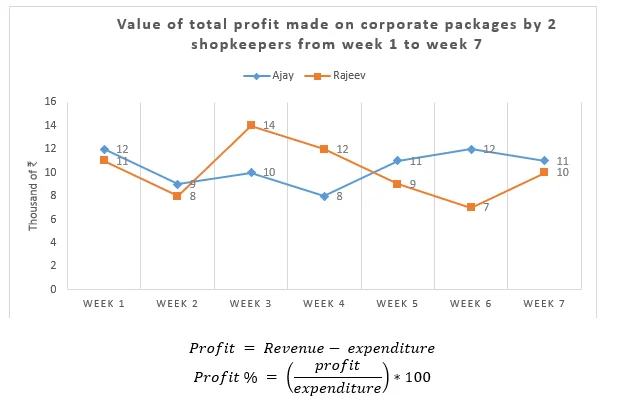 Value of total profit made on corporate packages by 2
shopkeepers from week 1 to week 7
Ajay Rajeev
Thousand of ₹
16
14
12
10
8
6
4
2
0
12 9 10 8 11 12 11
11 8 14 12 9 7 10
WEEK 1 WEEK 2 WEEK 3 WEEK 4 WEEK 5 WEEK 6 WEEK 7
Profit = Revenue − expenditure
Profit % = (profit / expenditure) * 100